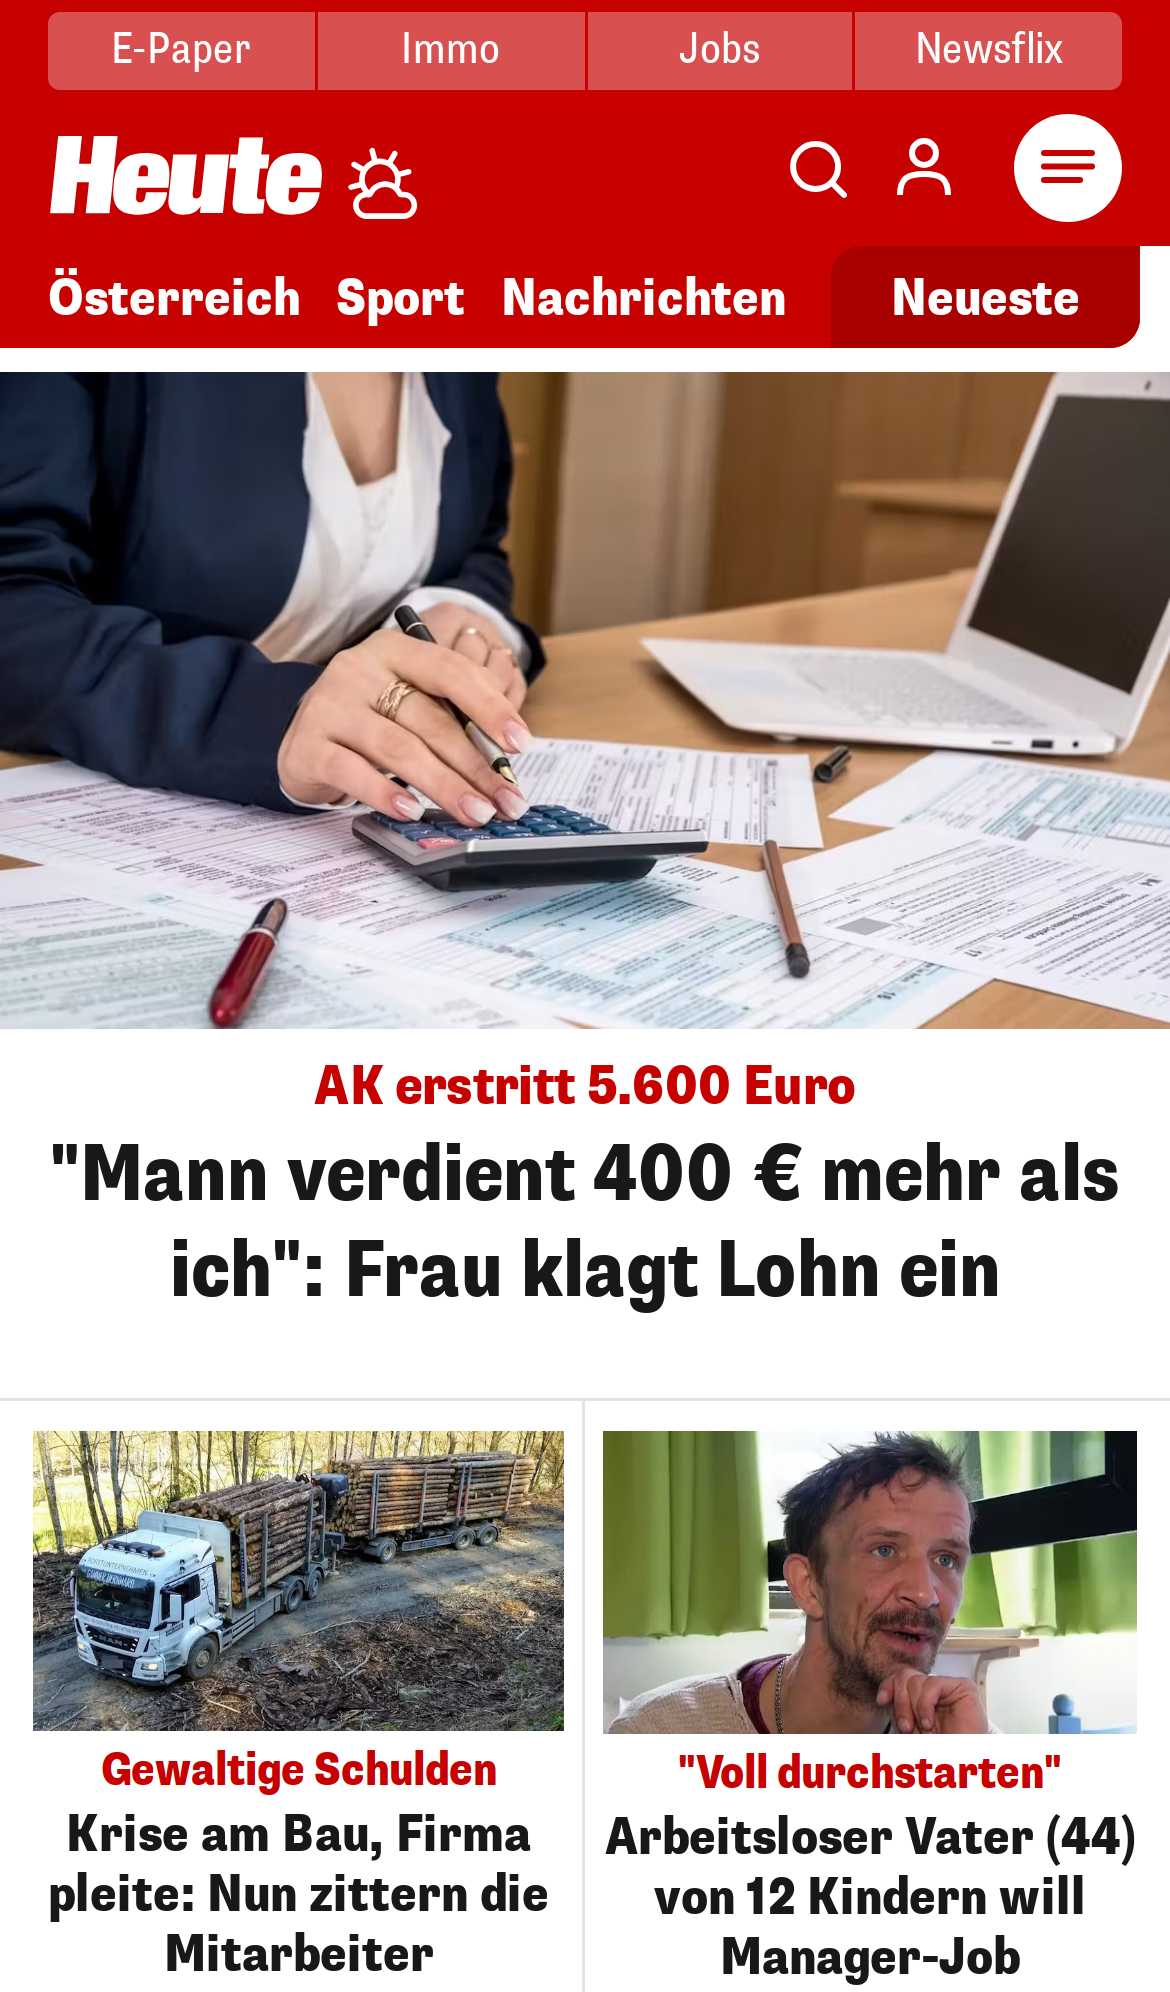 E-Paper Immo Jobs Newsflix
Heute
Österreich Sport Nachrichten Neueste
AK erstritt 5.600 Euro
"Mann verdient 400 € mehr als
ich": Frau klagt Lohn ein
Gewaltige Schulden
Krise am Bau, Firma
pleite: Nun zittern die
Mitarbeiter
"Voll durchstarten"
Arbeitsloser Vater (44)
von 12 Kindern will
Manager-Job